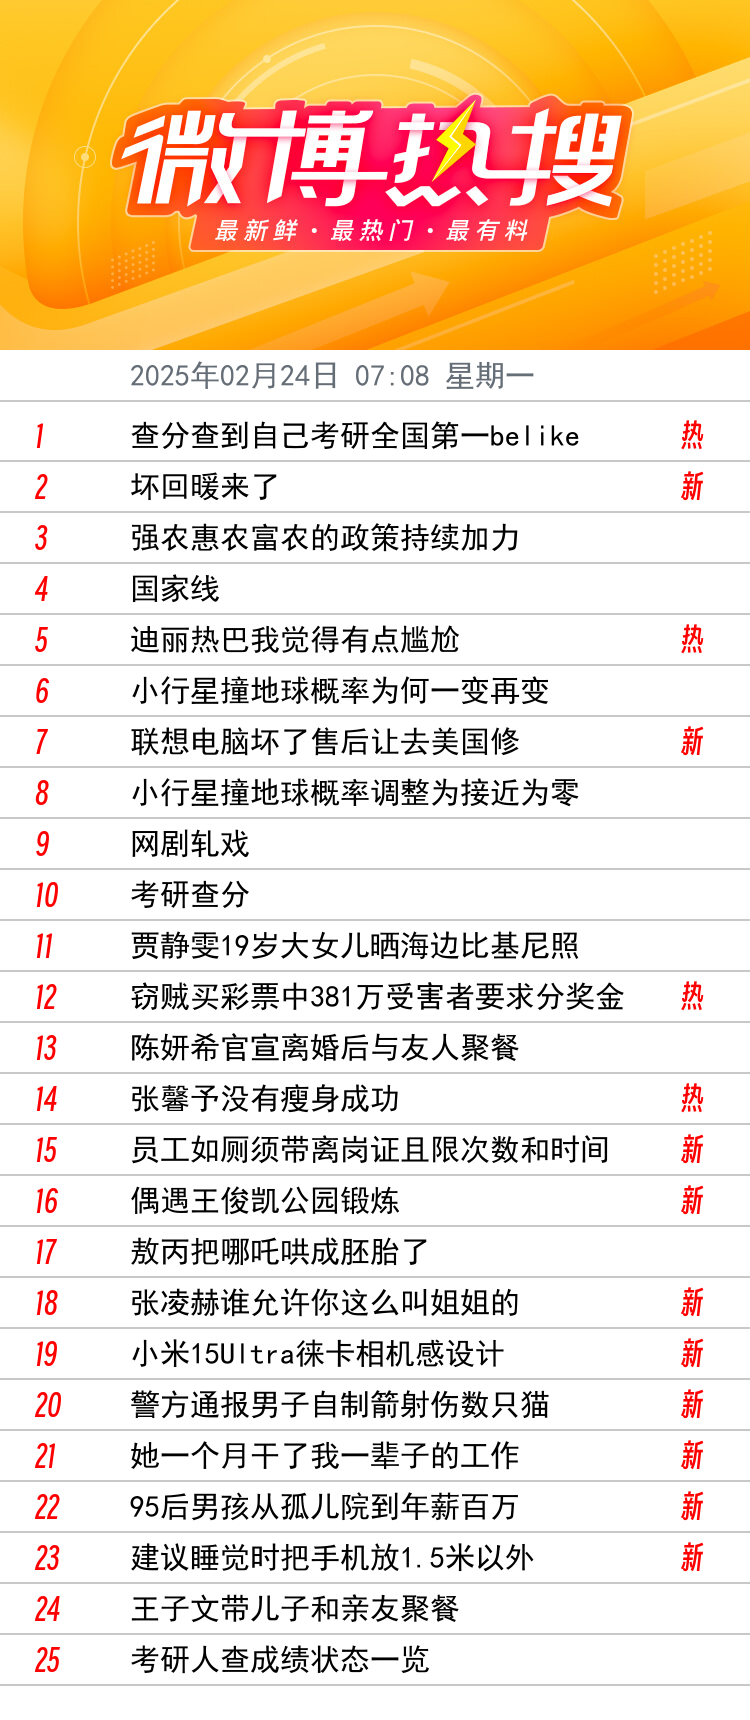 微博热搜
最新鲜·最热门·最有料
2025年02月24日 07:08 星期一
1 查分查到自己考研全国第一belike 热
2 坏回暖来了 新
3 强农惠农富农的政策持续加力
4 国家线
5 迪丽热巴我觉得有点尴尬 热
6 小行星撞地球概率为何一变再变
7 联想电脑坏了售后让去美国修 新
8 小行星撞地球概率调整为接近为零
9 网剧轧戏
10 考研查分
11 贾静雯19岁大女儿晒海边比基尼照
12 窃贼买彩票中381万受害者要求分奖金 热
13 陈妍希官宣离婚后与友人聚餐
14 张馨予没有瘦身成功 热
15 员工如厕须带离岗证且限次数和时间 新
16 偶遇王俊凯公园锻炼 新
17 敖丙把哪吒哄成胚胎了
18 张凌赫谁允许你这么叫姐姐的 新
19 小米15Ultra徕卡相机感设计 新
20 警方通报男子自制箭射伤数只猫 新
21 她一个月干了我一辈子的工作 新
22 95后男孩从孤儿院到年薪百万 新
23 建议睡觉时把手机放1.5米以外 新
24 王子文带儿子和亲友聚餐
25 考研人查成绩状态一览